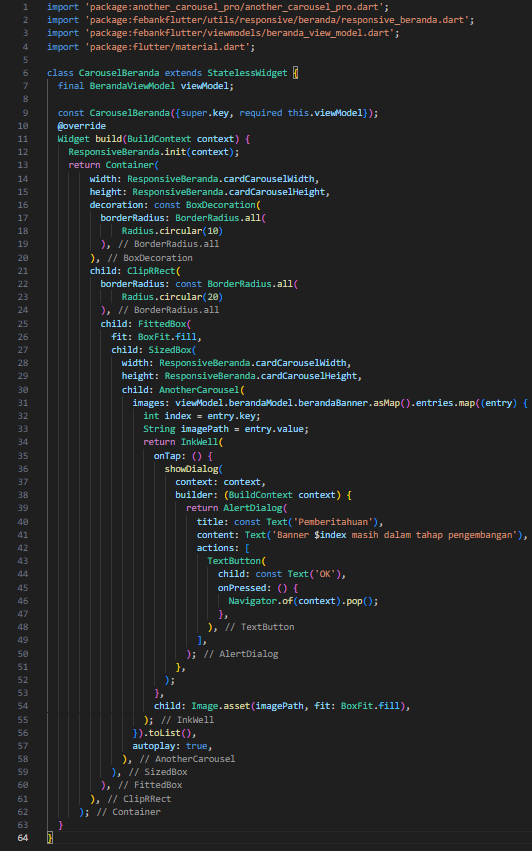 1 import 'package:another_carousel_pro/another_carousel_pro.dart';
2 import 'package:febankflutter/utils/responsive/beranda/responsive_beranda.dart';
3 import 'package:febankflutter/viewmodels/beranda_view_model.dart';
4 import 'package:flutter/material.dart';
5
6 class CarouselBeranda extends StatelessWidget {
7   final BerandaViewModel viewModel;
8
9   const CarouselBeranda({super.key, required this.viewModel});
10   @override
11   Widget build(BuildContext context) {
12     ResponsiveBeranda.init(context);
13     return Container(
14         width: ResponsiveBeranda.cardCarouselWidth,
15         height: ResponsiveBeranda.cardCarouselHeight,
16         decoration: const BoxDecoration(
17           borderRadius: BorderRadius.all(
18               Radius.circular(10)
19           ), // BorderRadius.all
20         ), // BoxDecoration
21         child: ClipRRect(
22           borderRadius: const BorderRadius.all(
23               Radius.circular(20)
24           ), // BorderRadius.all
25           child: FittedBox(
26             fit: BoxFit.fill,
27             child: SizedBox(
28               width: ResponsiveBeranda.cardCarouselWidth,
29               height: ResponsiveBeranda.cardCarouselHeight,
30               child: AnotherCarousel(
31                 images: viewModel.berandaModel.berandaBanner.asMap().entries.map((entry) {
32                   int index = entry.key;
33                   String imagePath = entry.value;
34                   return InkWell(
35                     onTap: () {
36                       showDialog(
37                         context: context,
38                         builder: (BuildContext context) {
39                           return AlertDialog(
40                             title: const Text('Pemberitahuan'),
41                             content: Text('Banner $index masih dalam tahap pengembangan'),
42                             actions: [
43                               TextButton(
44                                 child: const Text('OK'),
45                                 onPressed: () {
46                                   Navigator.of(context).pop();
47                                 },
48                               ), // TextButton
49                             ],
50                           ); // AlertDialog
51                         },
52                       );
53                     },
54                     child: Image.asset(imagePath, fit: BoxFit.fill),
55                   ); // InkWell
56                 }).toList(),
57                 autoplay: true,
58               ), // AnotherCarousel
59             ), // SizedBox
60           ), // FittedBox
61         ), // ClipRRect
62       ); // Container
63   }
64 }